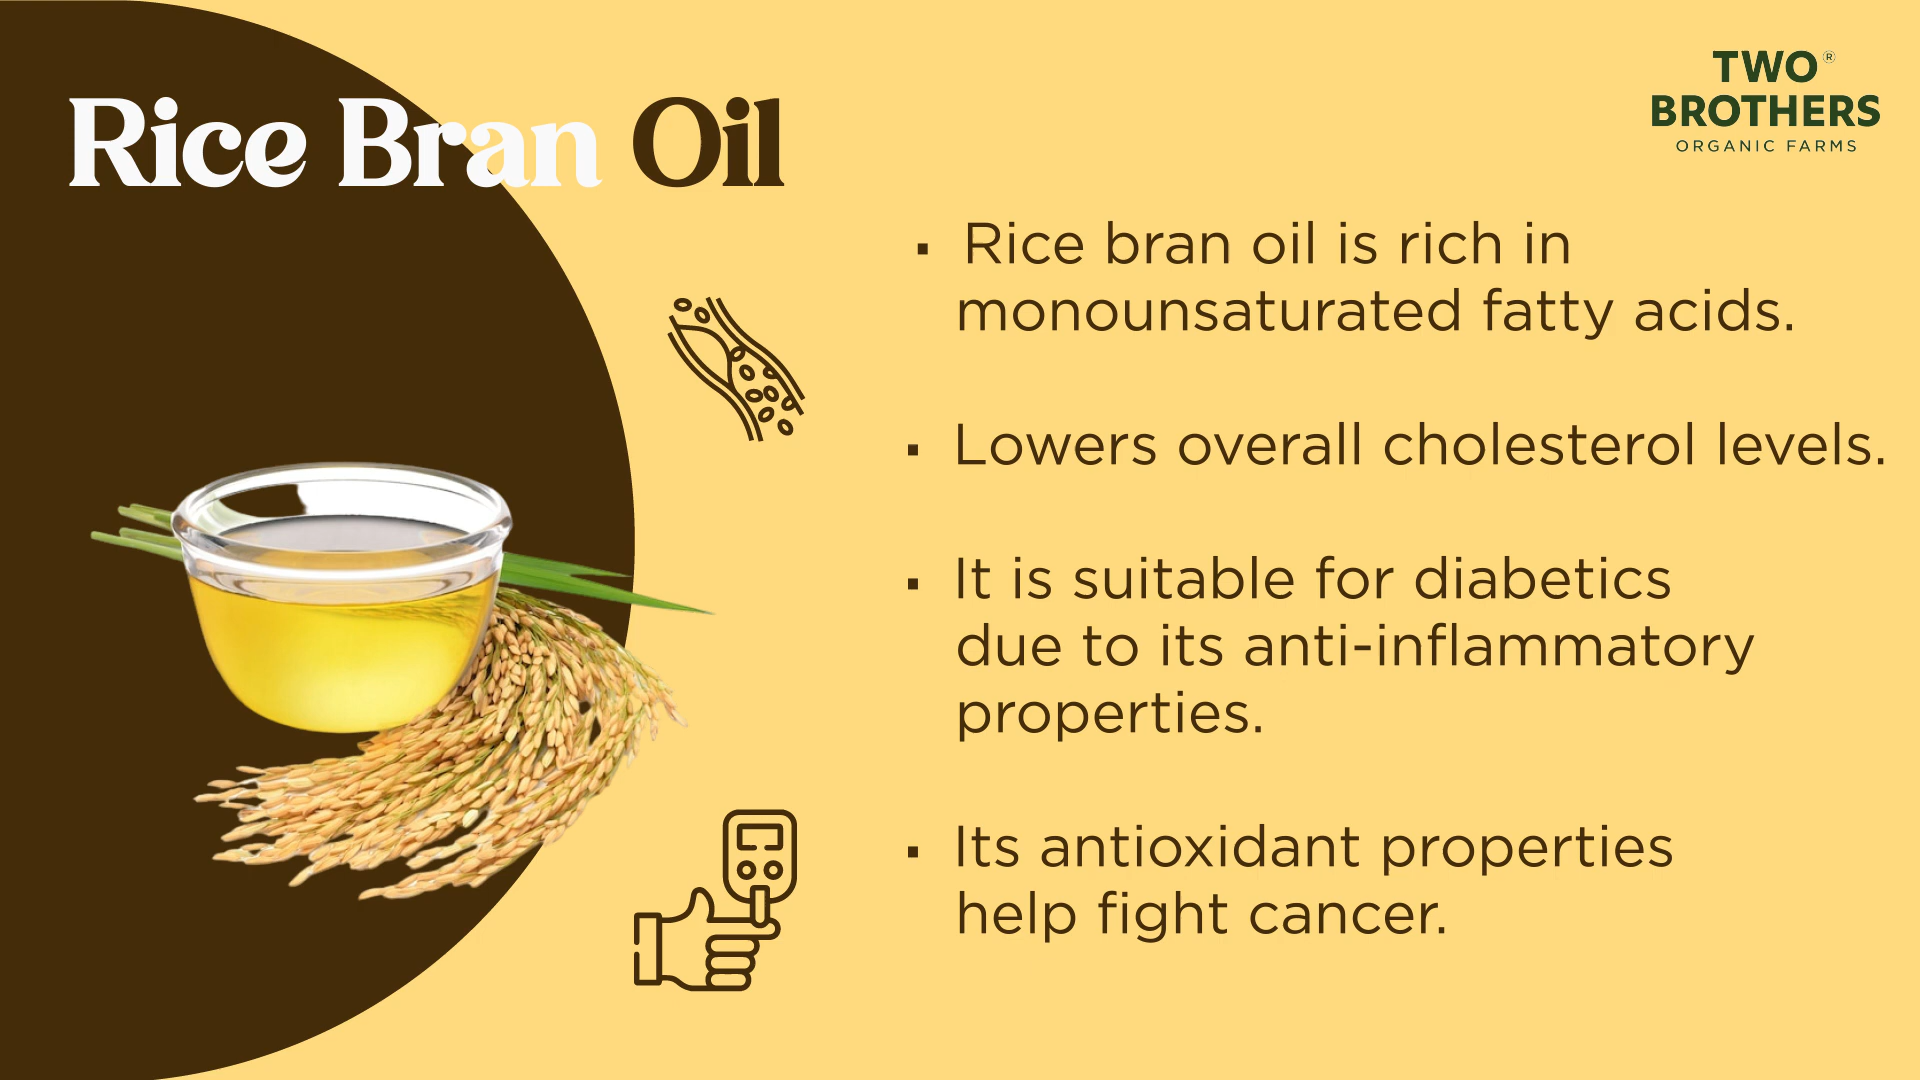 Rice Bran Oil
TWO®
BROTHERS
ORGANIC FARMS
▪ Rice bran oil is rich in
monounsaturated fatty acids.
▪ Lowers overall cholesterol levels.
▪ It is suitable for diabetics
due to its anti-inflammatory
properties.
▪ Its antioxidant properties
help fight cancer.